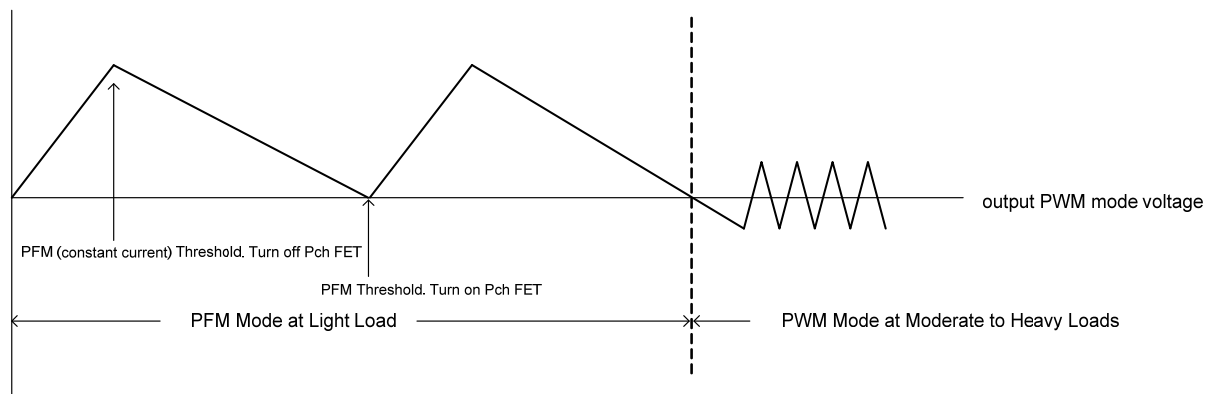 output PWM mode voltage
PFM (constant current) Threshold. Turn off Pch FET
PFM Threshold. Turn on Pch FET
PFM Mode at Light Load
PWM Mode at Moderate to Heavy Loads